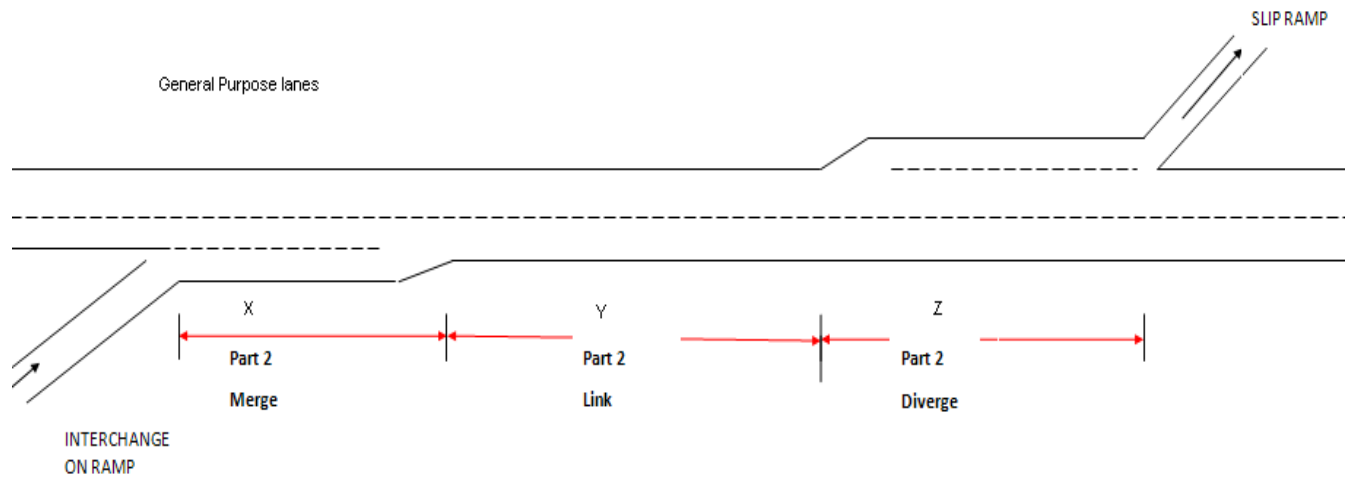 SLIP RAMP
General Purpose lanes
X
Y
Z
Part 2
Part 2
Part 2
Merge
Link
Diverge
INTERCHANGE
ON RAMP